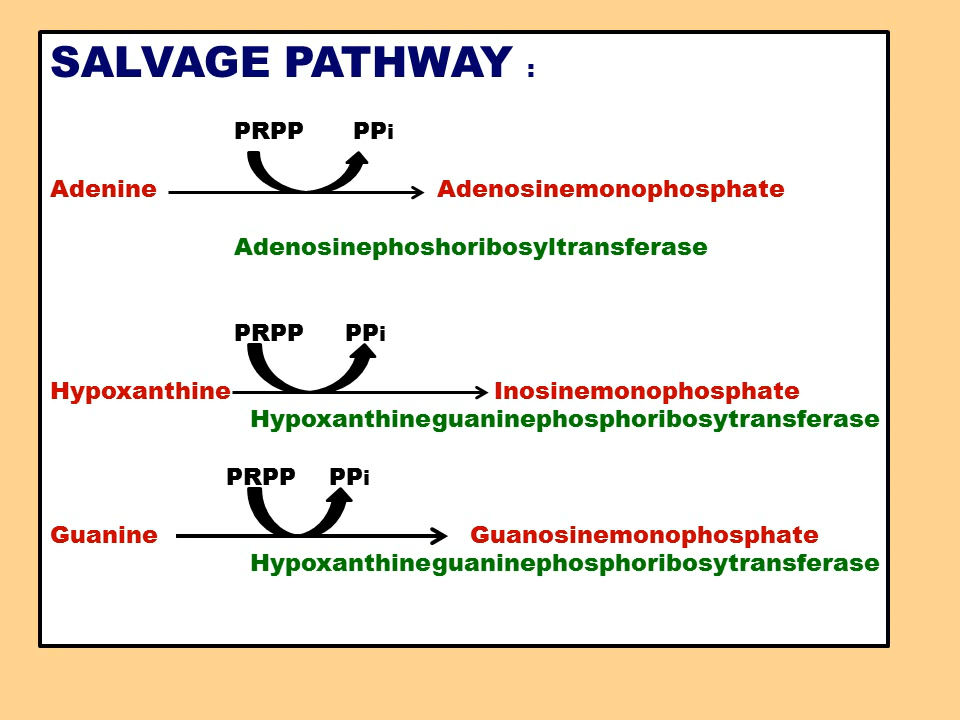 SALVAGE PATHWAY :
PRPP PPi
Adenine Adenosinemonophosphate
Adenosinephoshoribosyltransferase
PRPP PPi
Hypoxanthine Inosinemonophosphate
Hypoxanthineguaninephosphoribosytransferase
PRPP PPi
Guanine Guanosinemonophosphate
Hypoxanthineguaninephosphoribosytransferase